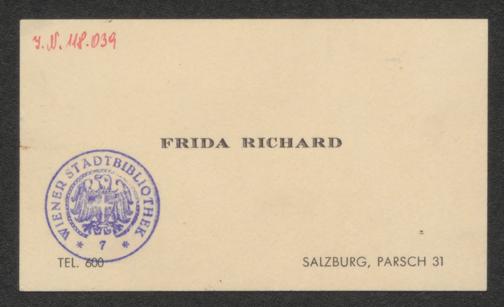 J.N. 118.039
FRIDA RICHARD
WIENER STADTBIBLIOTHEK
* 7 *
TEL. 600
SALZBURG, PARSCH 31